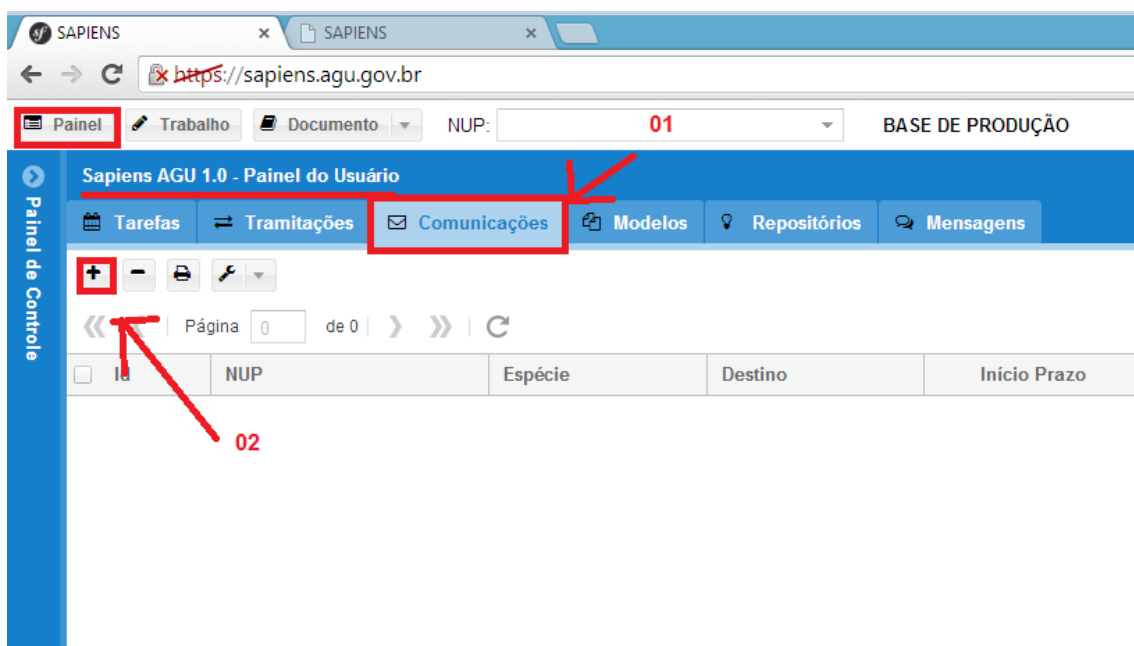 SAPIENS SAPIENS
https://sapiens.agu.gov.br
Painel Trabalho Documento NUP: 01 BASE DE PRODUÇÃO
Sapiens AGU 1.0 - Painel do Usuário
Tarefas Tramitações Comunicações Modelos Repositórios Mensagens
Painel de Controle
Página 0 de 0
Id NUP Espécie Destino Início Prazo
02